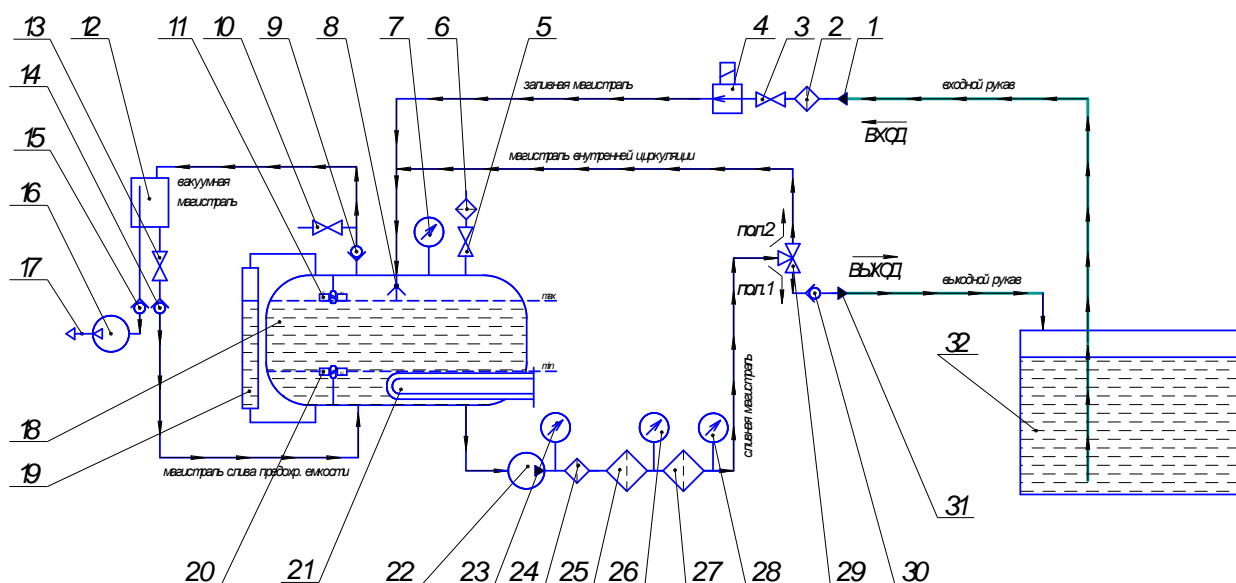 13 12 11 10 9 8 7 6 5 4 3 2 1
14
15
16
17
заливная магистраль
входной рукав
ВХОД
магистраль внутренней циркуляции
вакуумная
магистраль
пол.2
ВЫХОД
пол.1
выходной рукав
max
min
32
18
19
магистраль слива предохр. емкости
сливная магистраль
20 21 22 23 24 25 26 27 28 29 30 31